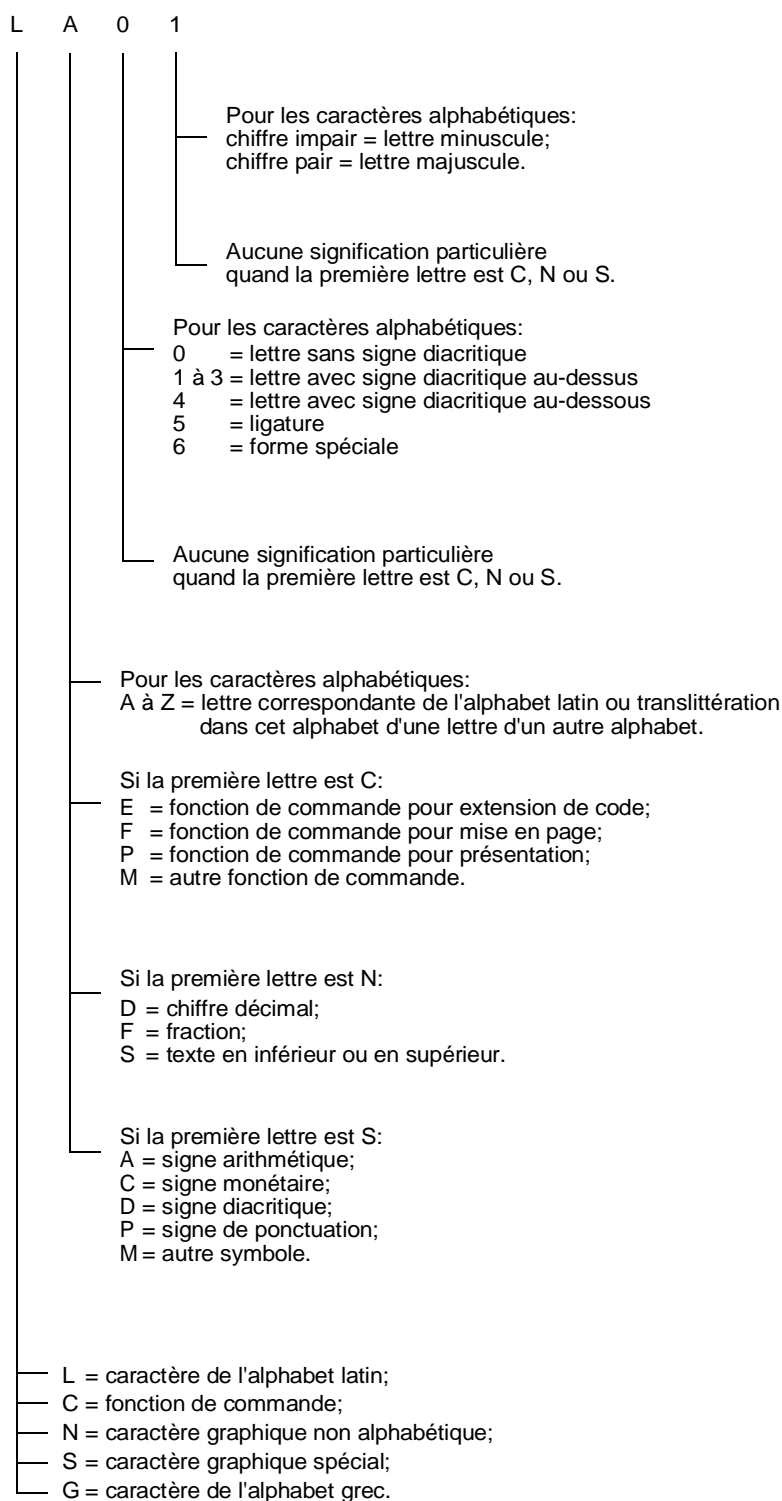 L A 0 1
Pour les caractères alphabétiques:
chiffre impair = lettre minuscule;
chiffre pair = lettre majuscule.
Aucune signification particulière
quand la première lettre est C, N ou S.
Pour les caractères alphabétiques:
0 = lettre sans signe diacritique
1 à 3 = lettre avec signe diacritique au-dessus
4 = lettre avec signe diacritique au-dessous
5 = ligature
6 = forme spéciale
Aucune signification particulière
quand la première lettre est C, N ou S.
Pour les caractères alphabétiques:
A à Z = lettre correspondante de l'alphabet latin ou translittération
dans cet alphabet d'une lettre d'un autre alphabet.
Si la première lettre est C:
E = fonction de commande pour extension de code;
F = fonction de commande pour mise en page;
P = fonction de commande pour présentation;
M = autre fonction de commande.
Si la première lettre est N:
D = chiffre décimal;
F = fraction;
S = texte en inférieur ou en supérieur.
Si la première lettre est S:
A = signe arithmétique;
C = signe monétaire;
D = signe diacritique;
P = signe de ponctuation;
M = autre symbole.
L = caractère de l'alphabet latin;
C = fonction de commande;
N = caractère graphique non alphabétique;
S = caractère graphique spécial;
G = caractère de l'alphabet grec.